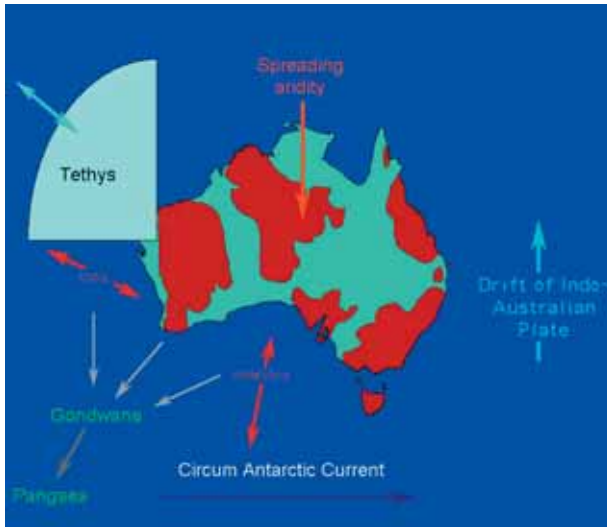 Spreading
aridity
Tethys
Drift of Indo-
Australian
Plate
Gondwana
Circum Antarctic Current
Pangaea